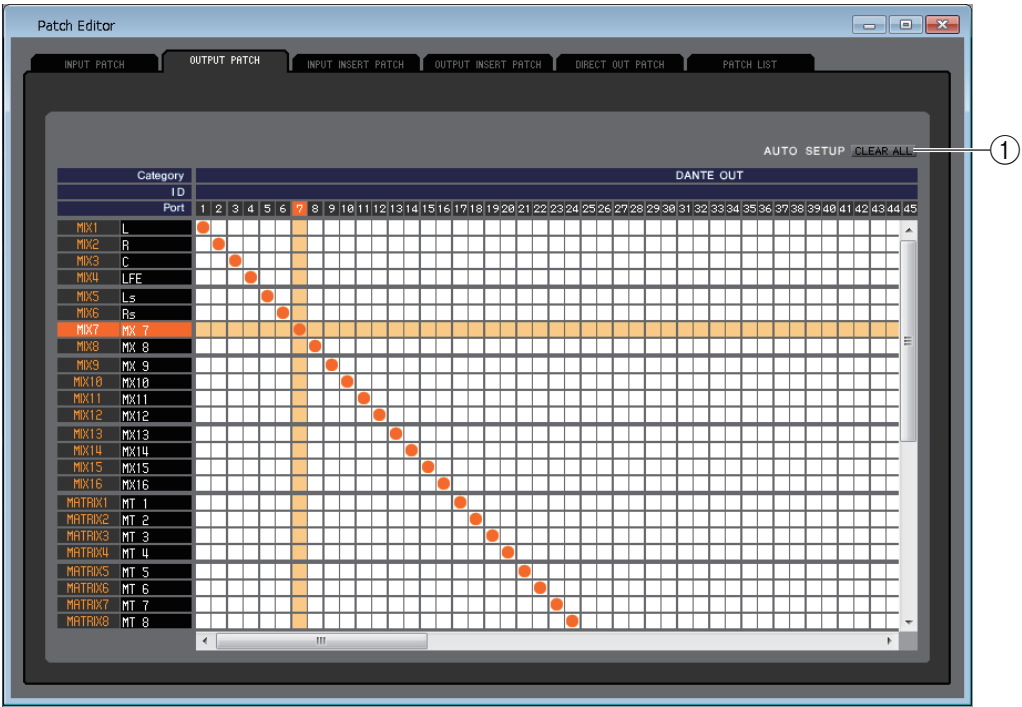 Patch Editor
INPUT PATCH OUTPUT PATCH INPUT INSERT PATCH OUTPUT INSERT PATCH DIRECT OUT PATCH PATCH LIST
AUTO SETUP CLEAR ALL 1
Category DANTE OUT
ID
Port 1 2 3 4 5 6 7 8 9 10 11 12 13 14 15 16 17 18 19 20 21 22 23 24 25 26 27 28 29 30 31 32 33 34 35 36 37 38 39 40 41 42 43 44 45
MIX1 L
MIX2 R
MIX3 C
MIX4 LFE
MIX5 Ls
MIX6 Rs
MIX7 MX 7
MIX8 MX 8
MIX9 MX 9
MIX10 MX10
MIX11 MX11
MIX12 MX12
MIX13 MX13
MIX14 MX14
MIX15 MX15
MIX16 MX16
MATRIX1 MT 1
MATRIX2 MT 2
MATRIX3 MT 3
MATRIX4 MT 4
MATRIX5 MT 5
MATRIX6 MT 6
MATRIX7 MT 7
MATRIX8 MT 8